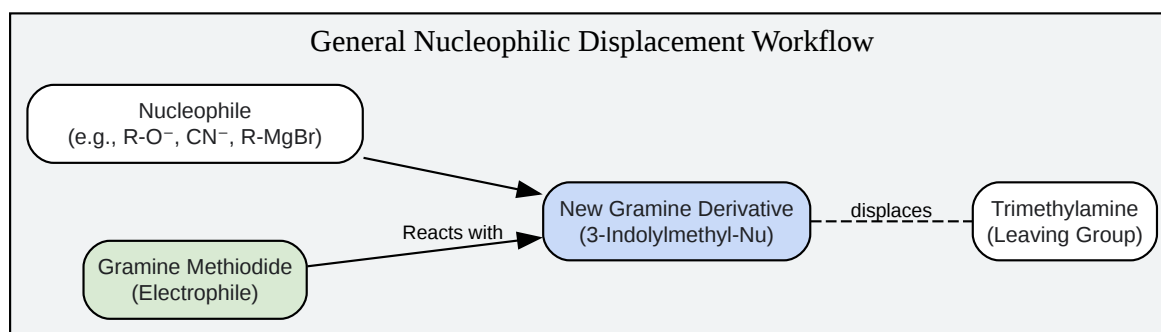 General Nucleophilic Displacement Workflow
Nucleophile
(e.g., R-O⁻, CN⁻, R-MgBr)
New Gramine Derivative
(3-Indolylmethyl-Nu)
displaces
Trimethylamine
(Leaving Group)
Reacts with
Gramine Methiodide
(Electrophile)